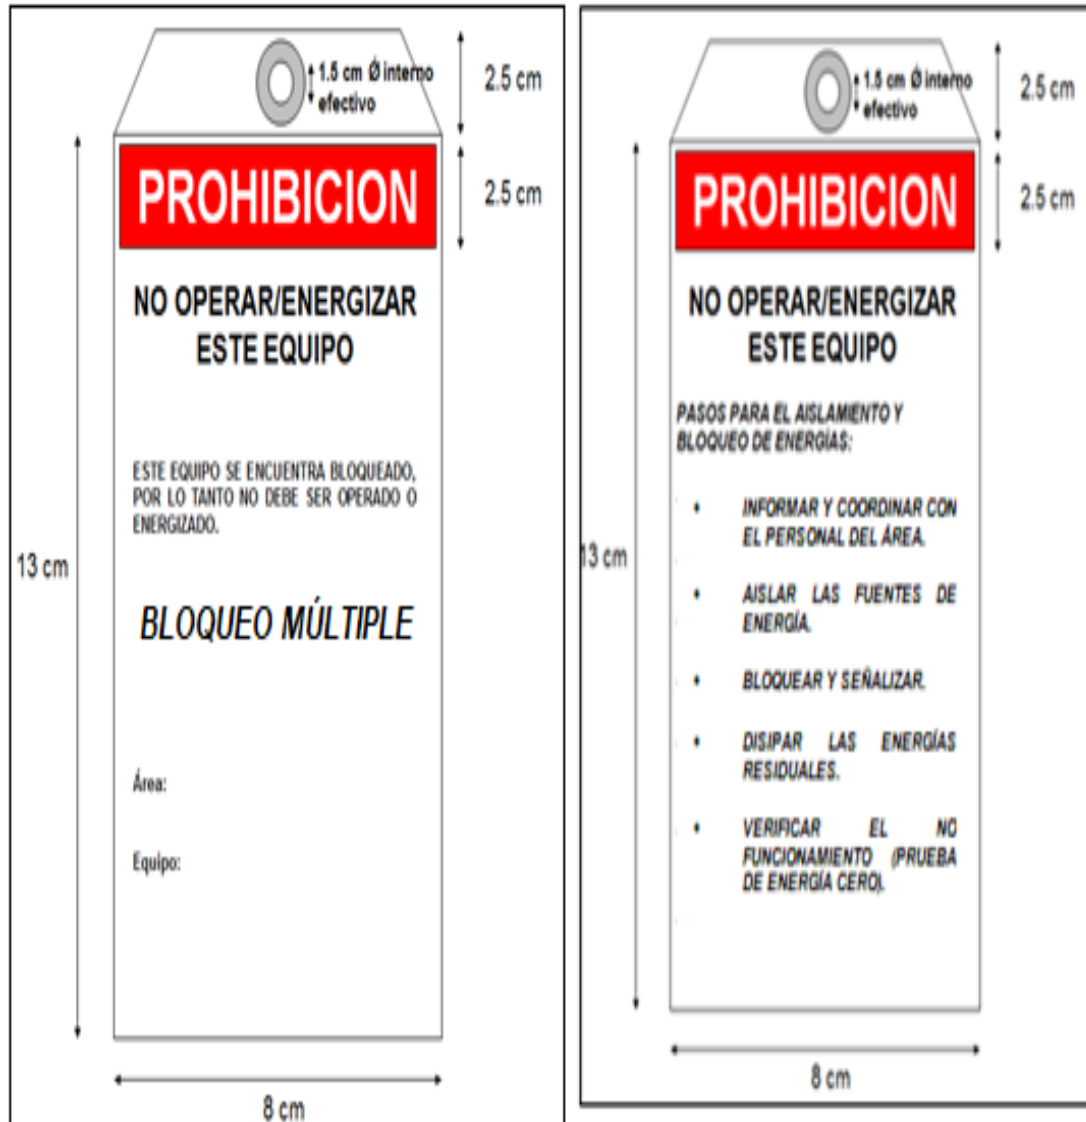 1.5 cm Ǿ interno
efectivo
2.5 cm
PROHIBICION
2.5 cm
NO OPERAR/ENERGIZAR
ESTE EQUIPO
ESTE EQUIPO SE ENCUENTRA BLOQUEADO,
POR LO TANTO NO DEBE SER OPERADO O
ENERGIZADO.
13 cm
BLOQUEO MÚLTIPLE
Área:
Equipo:
8 cm
1.5 cm Ǿ interno
efectivo
2.5 cm
PROHIBICION
2.5 cm
NO OPERAR/ENERGIZAR
ESTE EQUIPO
PASOS PARA EL AISLAMIENTO Y
BLOQUEO DE ENERGÍAS:
• INFORMAR Y COORDINAR CON
EL PERSONAL DEL ÁREA.
13 cm
• AISLAR LAS FUENTES DE
ENERGÍA.
• BLOQUEAR Y SEÑALIZAR.
• DISIPAR LAS ENERGÍAS
RESIDUALES.
• VERIFICAR EL NO
FUNCIONAMIENTO (PRUEBA
DE ENERGÍA CERO).
8 cm